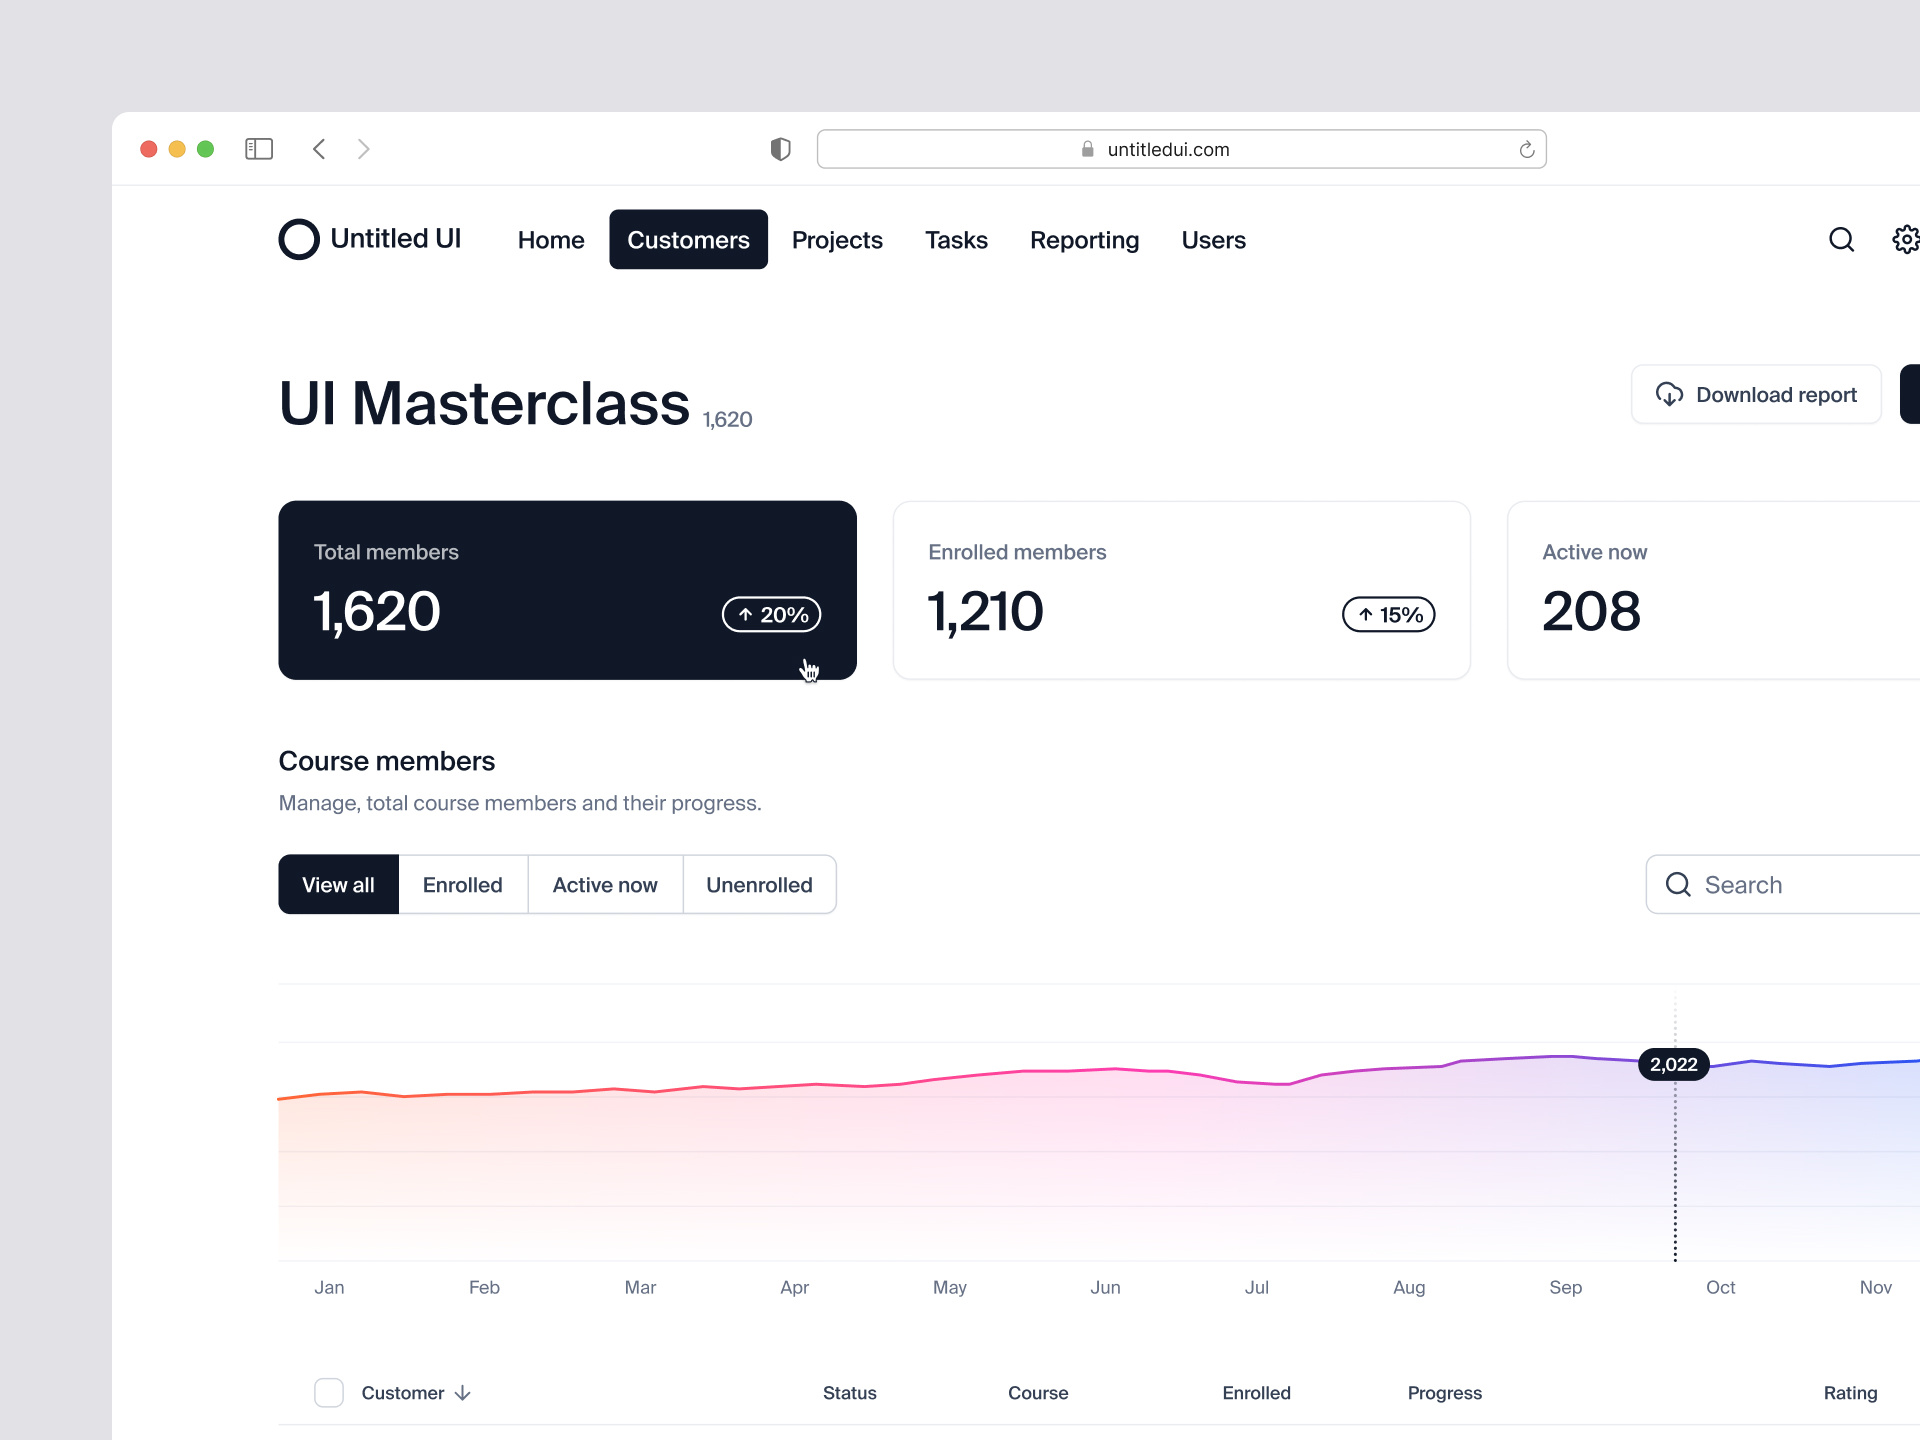 untitledui.com
Untitled UI Home Customers Projects Tasks Reporting Users
UI Masterclass 1,620
Download report
Total members
1,620
20%
Enrolled members
1,210
15%
Active now
208
Course members
Manage, total course members and their progress.
View all Enrolled Active now Unenrolled
Search
2,022
Jan Feb Mar Apr May Jun Jul Aug Sep Oct Nov
Customer Status Course Enrolled Progress Rating